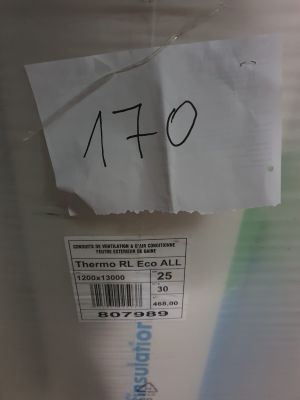 170
CONDUITS DE VENTILATION & D'AIR CONDITIONNE
FEUTRE EXTERIEUR DE GAINE
Thermo RL Eco ALL
1200x13000
25
30
468,00
807989
insulation